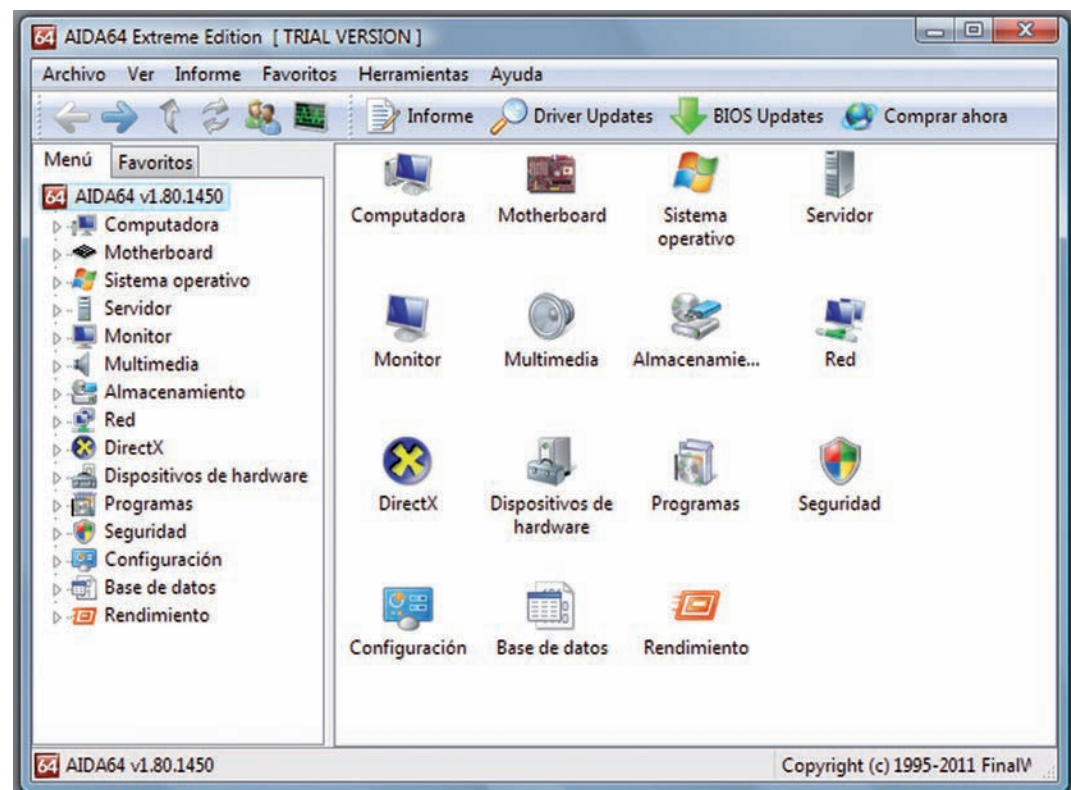 64 AIDA64 Extreme Edition [ TRIAL VERSION ]
Archivo Ver Informe Favoritos Herramientas Ayuda
Informe Driver Updates BIOS Updates Comprar ahora
Menú Favoritos
64 AIDA64 v1.80.1450
Computadora
Motherboard
Sistema operativo
Servidor
Monitor
Multimedia
Almacenamiento
Red
DirectX
Dispositivos de hardware
Programas
Seguridad
Configuración
Base de datos
Rendimiento
Computadora Motherboard Sistema Servidor
operativo
Monitor Multimedia Almacenamie... Red
DirectX Dispositivos de Programas Seguridad
hardware
Configuración Base de datos Rendimiento
64 AIDA64 v1.80.1450 Copyright (c) 1995-2011